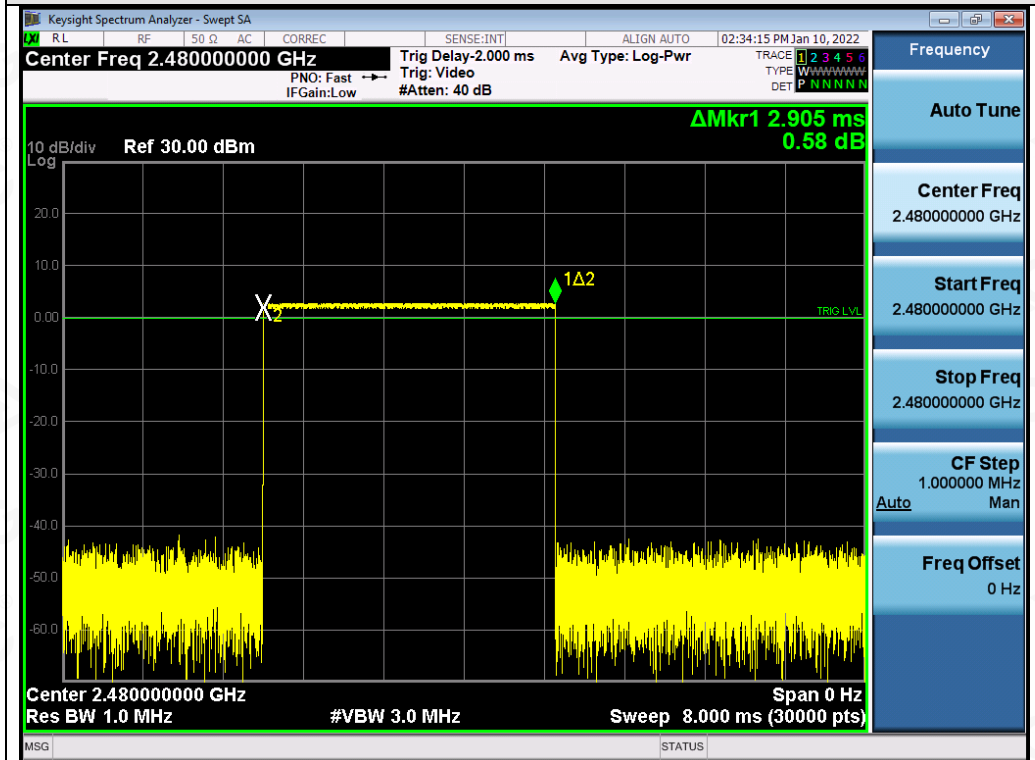 Keysight Spectrum Analyzer - Swept SA
LXI RL RF 50 Ω AC CORREC SENSE:INT ALIGN AUTO 02:34:15 PM Jan 10, 2022
Center Freq 2.480000000 GHz
PNO: Fast
IFGain:Low
Trig Delay-2.000 ms
Trig: Video
#Atten: 40 dB
Avg Type: Log-Pwr
TRACE 1 2 3 4 5 6
TYPE WWWWWWW
DET P N N N N N
ΔMkr1 2.905 ms
0.58 dB
10 dB/div
Log
Ref 30.00 dBm
20.0
10.0
0.00
-10.0
-20.0
-30.0
-40.0
-50.0
-60.0
X2
1Δ2
TRIG LVL
Center 2.480000000 GHz
Span 0 Hz
Res BW 1.0 MHz
#VBW 3.0 MHz
Sweep 8.000 ms (30000 pts)
MSG
STATUS
Frequency
Auto Tune
Center Freq
2.480000000 GHz
Start Freq
2.480000000 GHz
Stop Freq
2.480000000 GHz
CF Step
1.000000 MHz
Auto Man
Freq Offset
0 Hz